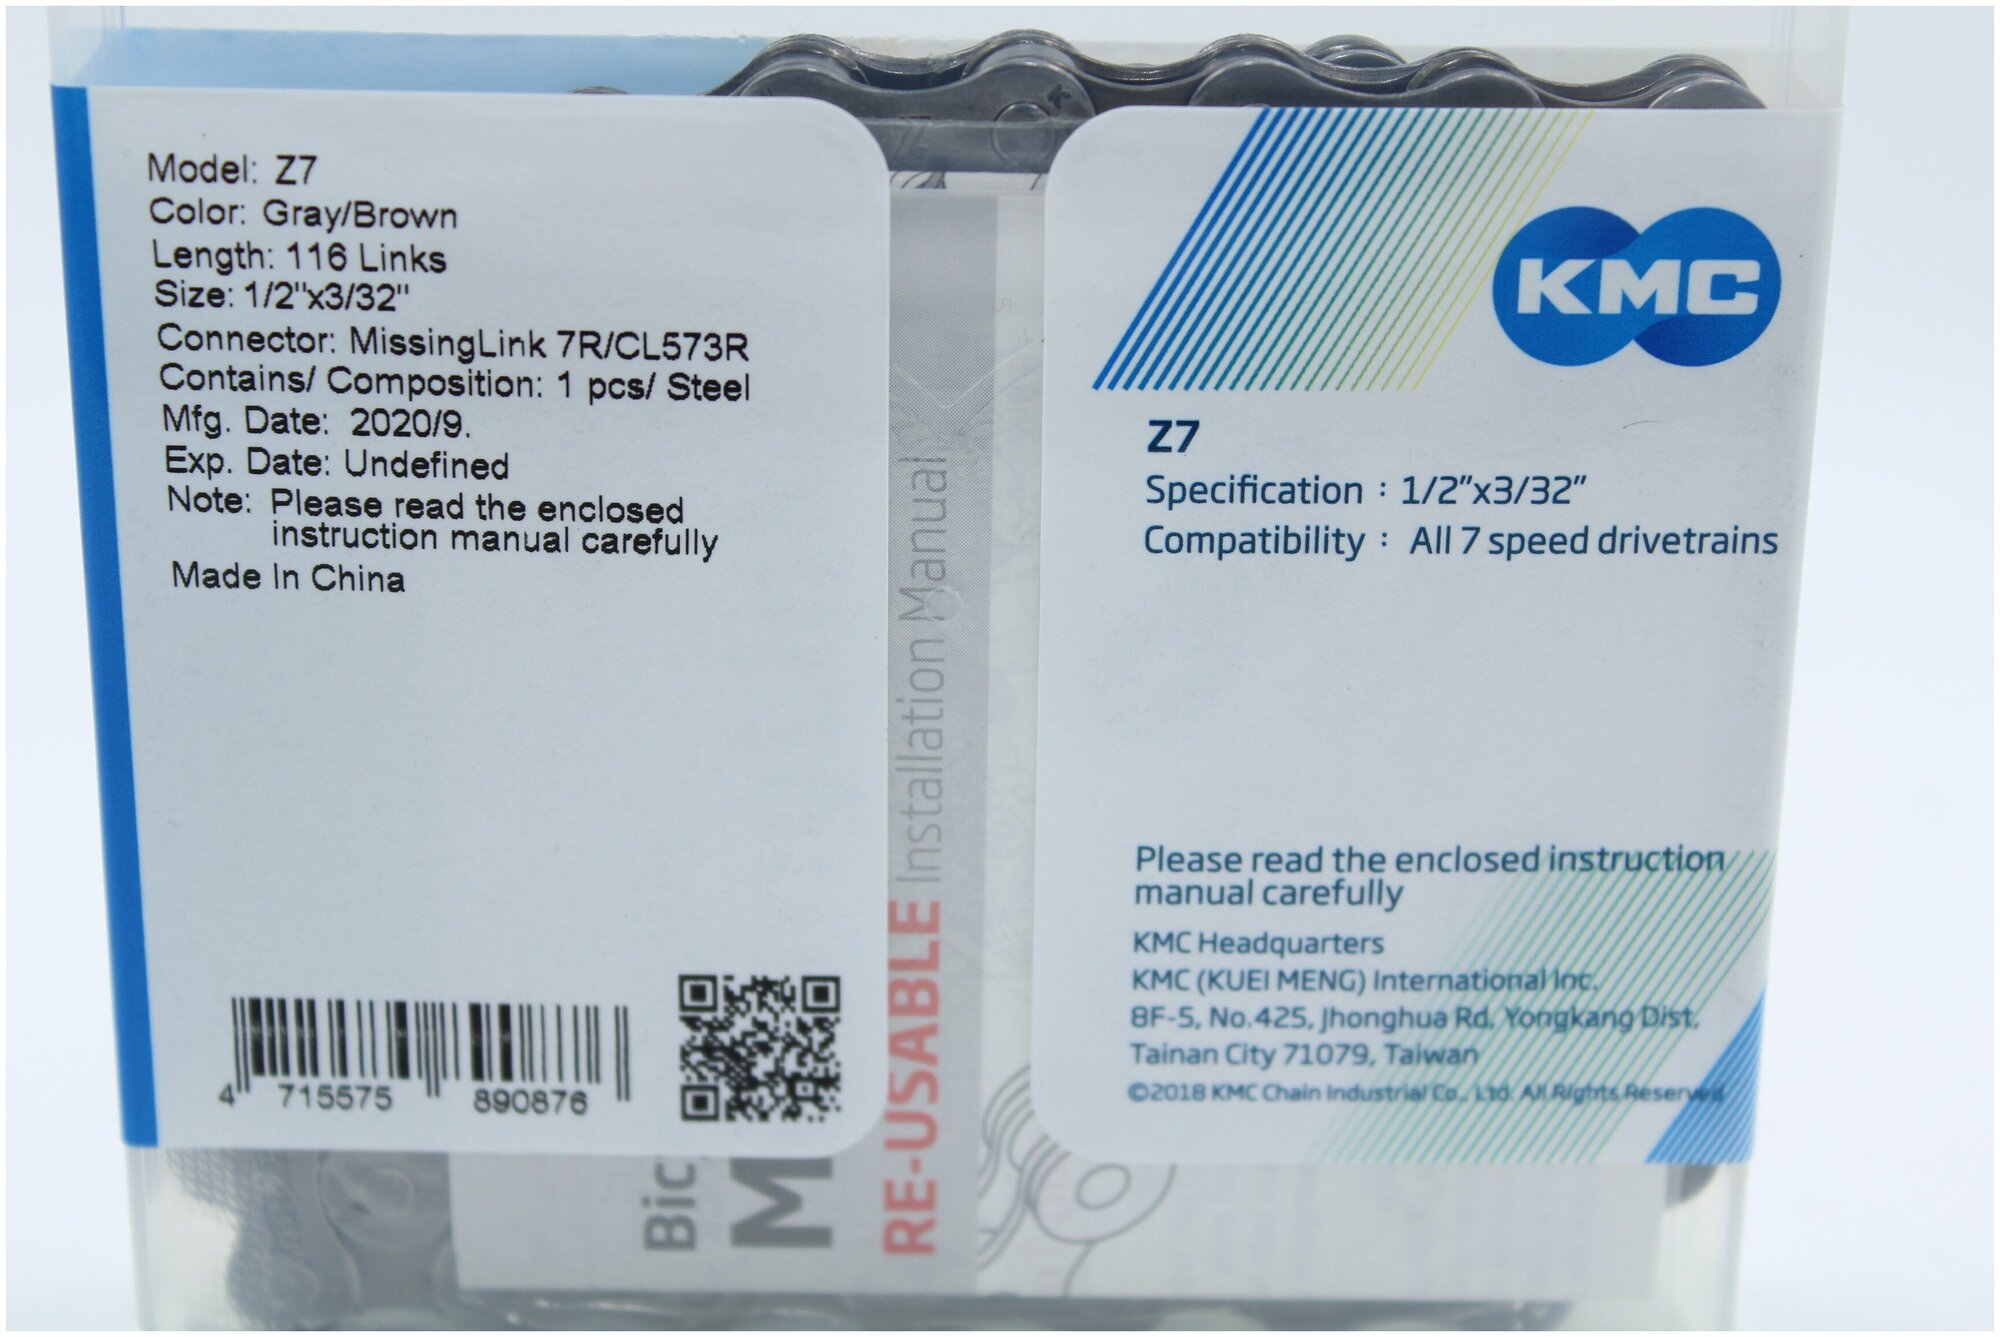 Model: Z7
Color: Gray/Brown
Length: 116 Links
Size: 1/2"x3/32"
Connector: MissingLink 7R/CL573R
Contains/ Composition: 1 pcs/ Steel
Mfg. Date: 2020/9.
Exp. Date: Undefined
Note: Please read the enclosed
instruction manual carefully
Made In China
4 715575 890876
K
Bic
M
RE-USABLE Installation Manual
KMC
Z7
Specification : 1/2"x3/32"
Compatibility : All 7 speed drivetrains
Please read the enclosed instruction
manual carefully
KMC Headquarters
KMC (KUEI MENG) International Inc.
8F-5, No.425, Jhonghua Rd, Yongkang Dist,
Tainan City 71079, Taiwan
©2018 KMC Chain Industrial Co., Ltd. All Rights Reserved